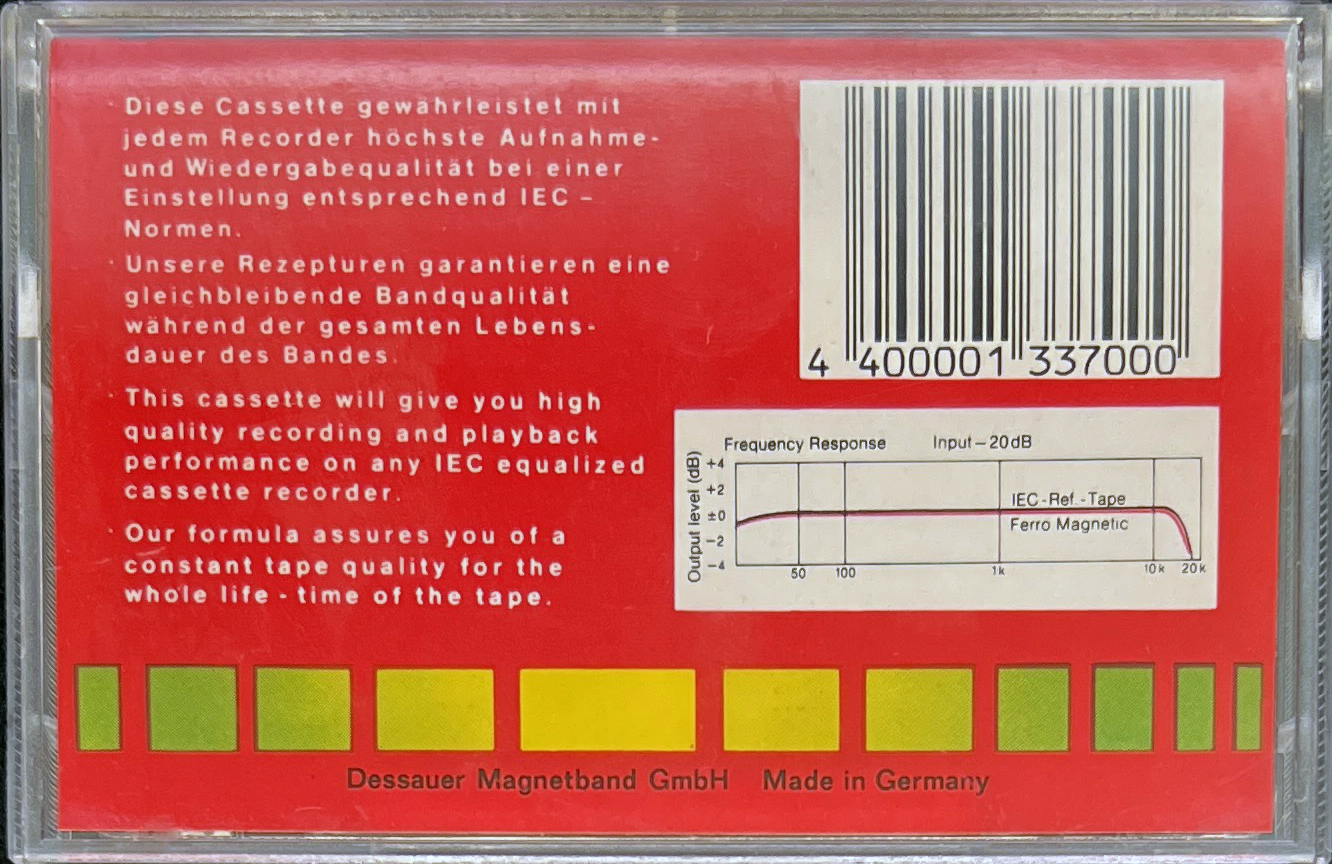 · Diese Cassette gewährleistet mit
jedem Recorder höchste Aufnahme-
und Wiedergabequalität bei einer
Einstellung entsprechend IEC –
Normen.
· Unsere Rezepturen garantieren eine
gleichbleibende Bandqualität
während der gesamten Lebens-
dauer des Bandes.
· This cassette will give you high
quality recording and playback
performance on any IEC equalized
cassette recorder.
· Our formula assures you of a
constant tape quality for the
whole life - time of the tape.
4 400001 337000
Frequency Response Input – 20 dB
Output level (dB)
+4
+2
±0
−2
−4
IEC - Ref. - Tape
Ferro Magnetic
50 100 1k 10k 20k
Dessauer Magnetband GmbH Made in Germany